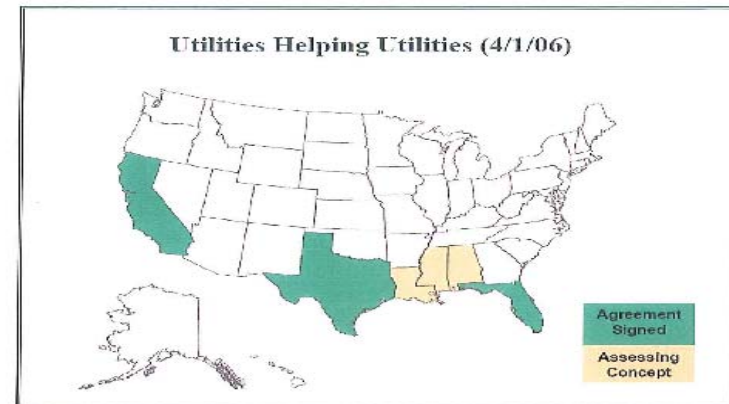 Utilities Helping Utilities (4/1/06)
Agreement
Signed
Assessing
Concept